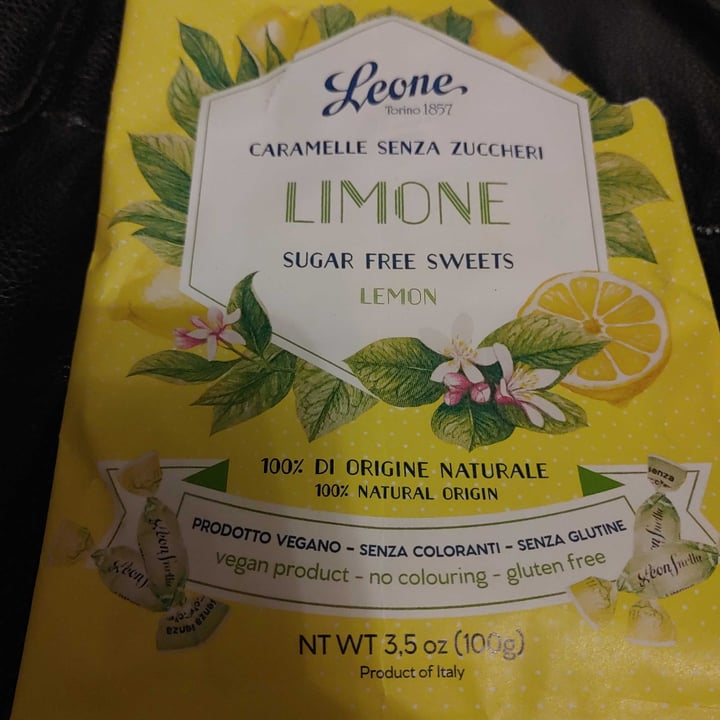 Leone
Torino 1857
CARAMELLE SENZA ZUCCHERI
LIMONE
SUGAR FREE SWEETS
LEMON
100% DI ORIGINE NATURALE
100% NATURAL ORIGIN
PRODOTTO VEGANO - SENZA COLORANTI - SENZA GLUTINE
vegan product - no colouring - gluten free
NT WT 3,5 oz (100g)
Product of Italy
senza
senza